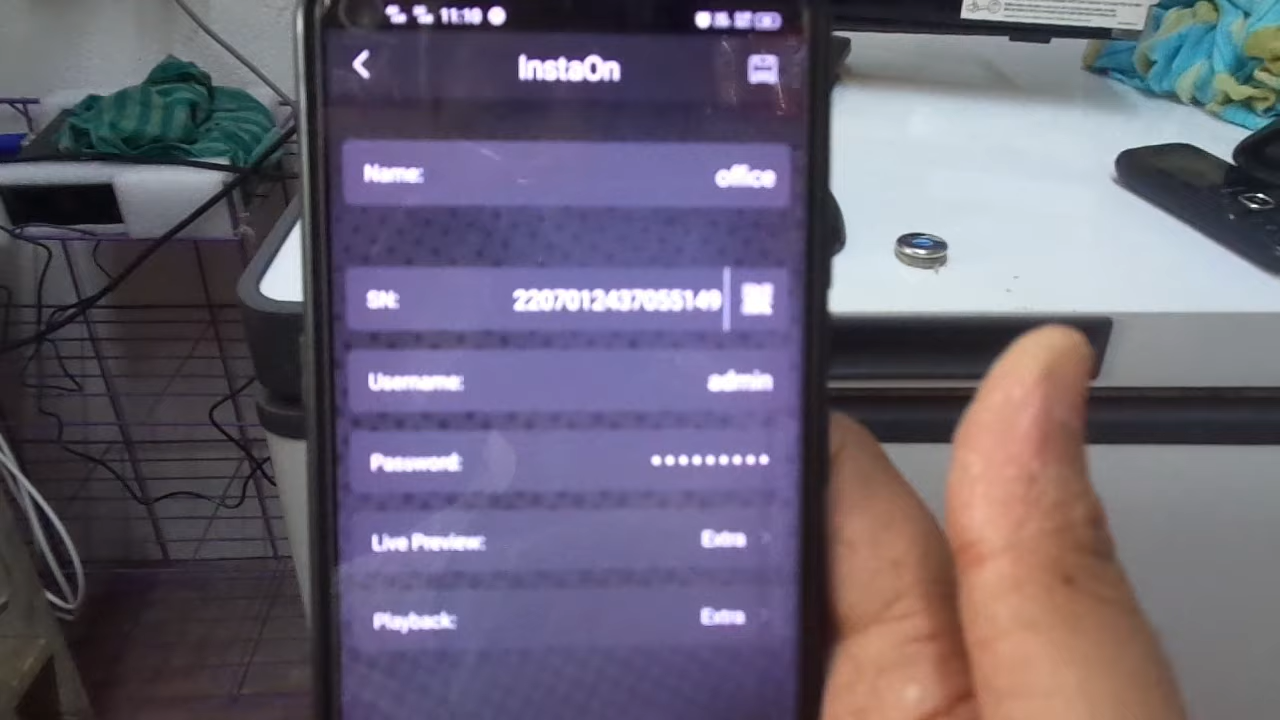 11:10
InstaOn
Name: office
SN: 2207012437055149
Username: admin
Password: •••••••••
Live Preview: Extra
Playback: Extra